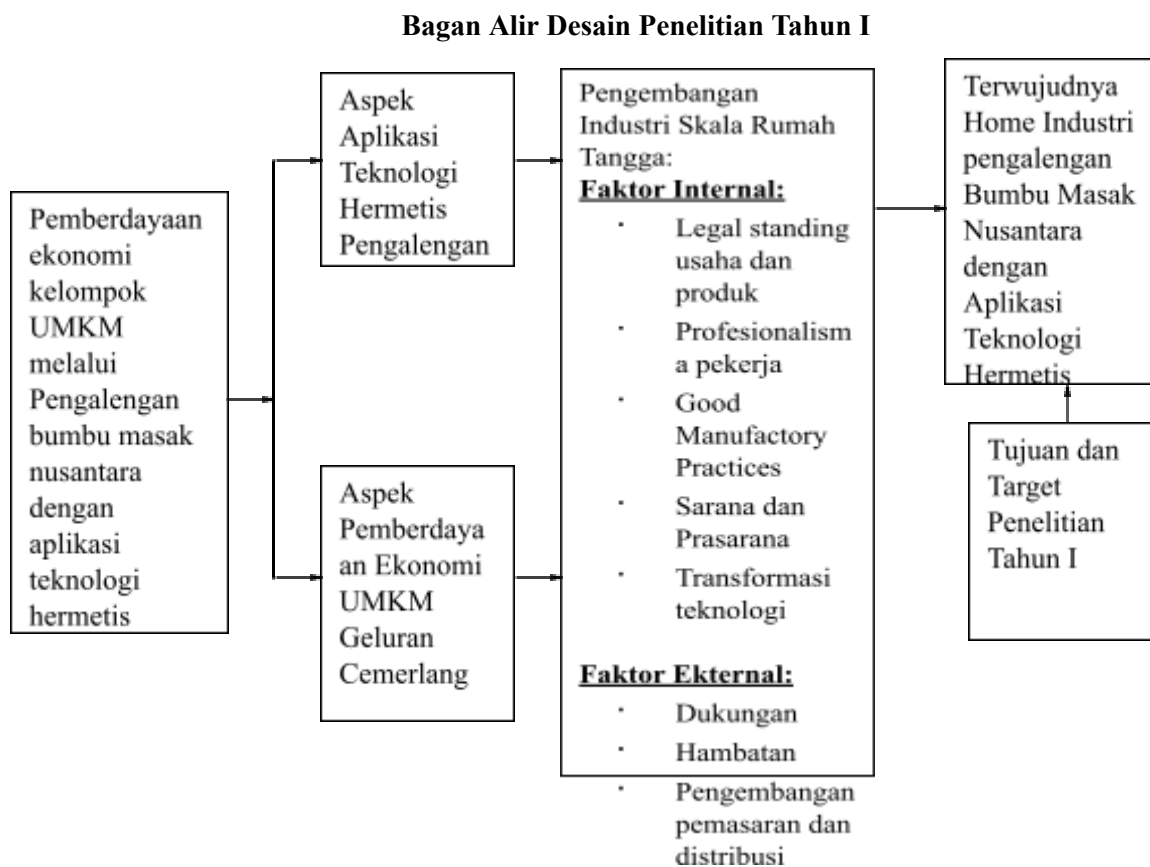 Bagan Alir Desain Penelitian Tahun I
Pemberdayaan
ekonomi
kelompok
UMKM
melalui
Pengalengan
bumbu masak
nusantara
dengan
aplikasi
teknologi
hermetis
Aspek
Aplikasi
Teknologi
Hermetis
Pengalengan
Aspek
Pemberdaya
an Ekonomi
UMKM
Geluran
Cemerlang
Pengembangan
Industri Skala Rumah
Tangga:
Faktor Internal:
· Legal standing
usaha dan
produk
· Profesionalism
a pekerja
· Good
Manufactory
Practices
· Sarana dan
Prasarana
· Transformasi
teknologi
Faktor Ekternal:
· Dukungan
· Hambatan
· Pengembangan
pemasaran dan
distribusi
Terwujudnya
Home Industri
pengalengan
Bumbu Masak
Nusantara
dengan
Aplikasi
Teknologi
Hermetis
Tujuan dan
Target
Penelitian
Tahun I